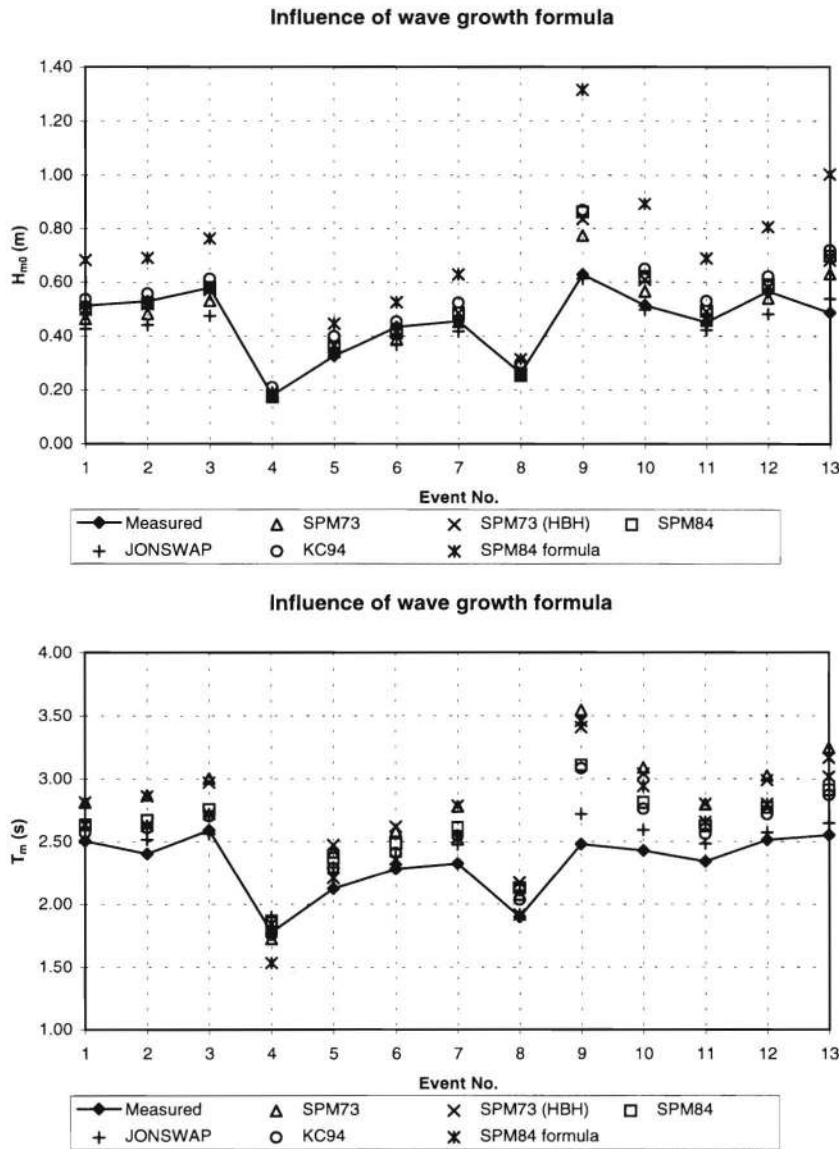 Influence of wave growth formula
1.40
1.20
1.00
0.80
0.60
0.40
0.20
0.00
H_m0 (m)
1 2 3 4 5 6 7 8 9 10 11 12 13
Event No.
Measured SPM73 SPM73 (HBH) SPM84
JONSWAP KC94 SPM84 formula
Influence of wave growth formula
4.00
3.50
3.00
2.50
2.00
1.50
1.00
T_m (s)
1 2 3 4 5 6 7 8 9 10 11 12 13
Event No.
Measured SPM73 SPM73 (HBH) SPM84
JONSWAP KC94 SPM84 formula